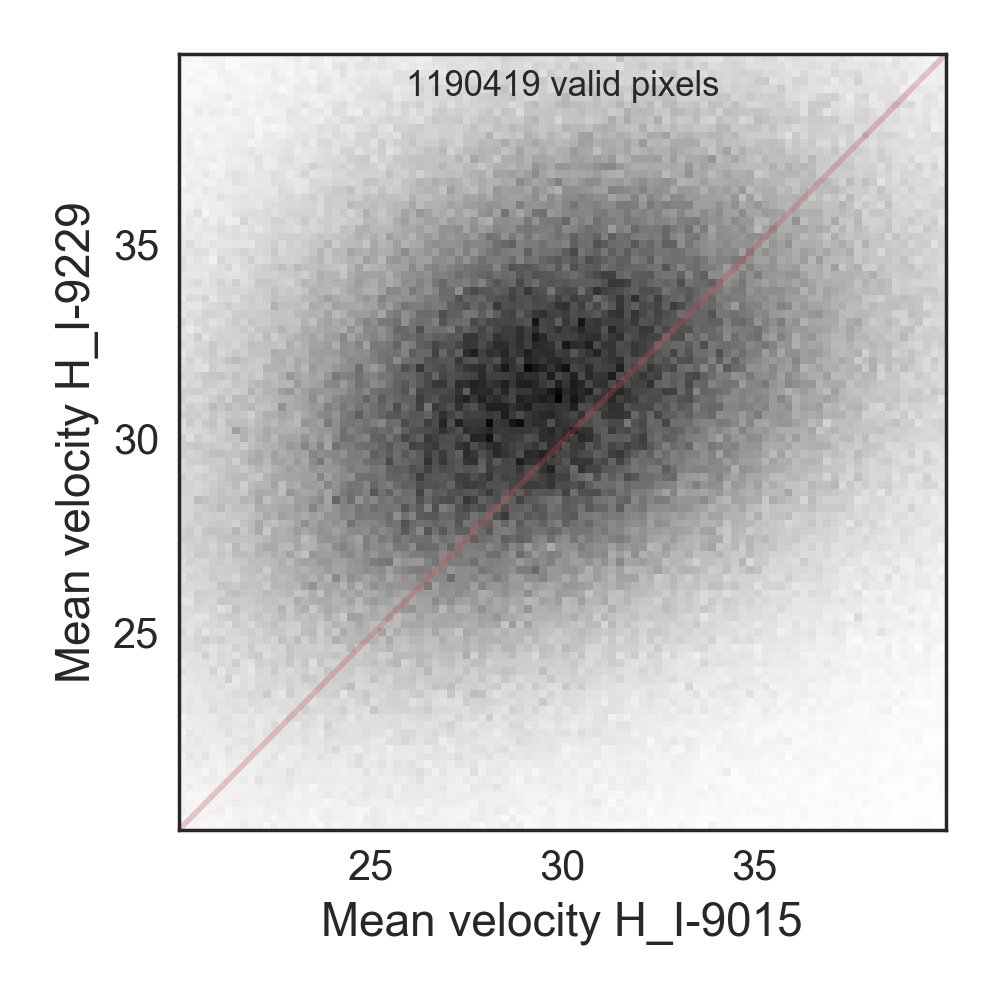 1190419 valid pixels
Mean velocity H_I-9229
35
30
25
25 30 35
Mean velocity H_I-9015